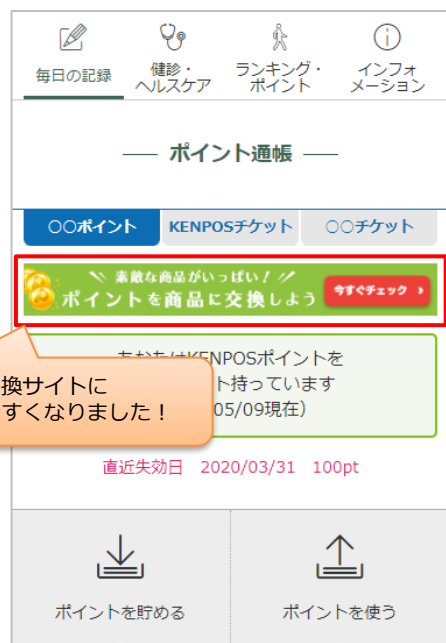 毎日の記録
健診・
ヘルスケア
ランキング・
ポイント
インフォ
メーション
ポイント通帳
○○ポイント
KENPOSチケット
○○チケット
素敵な商品がいっぱい!
ポイントを商品に交換しよう
今すぐチェック
あなたはKENPOSポイントを
ト持っています
05/09現在)
換サイトに
すくなりました!
直近失効日 2020/03/31 100pt
ポイントを貯める
ポイントを使う